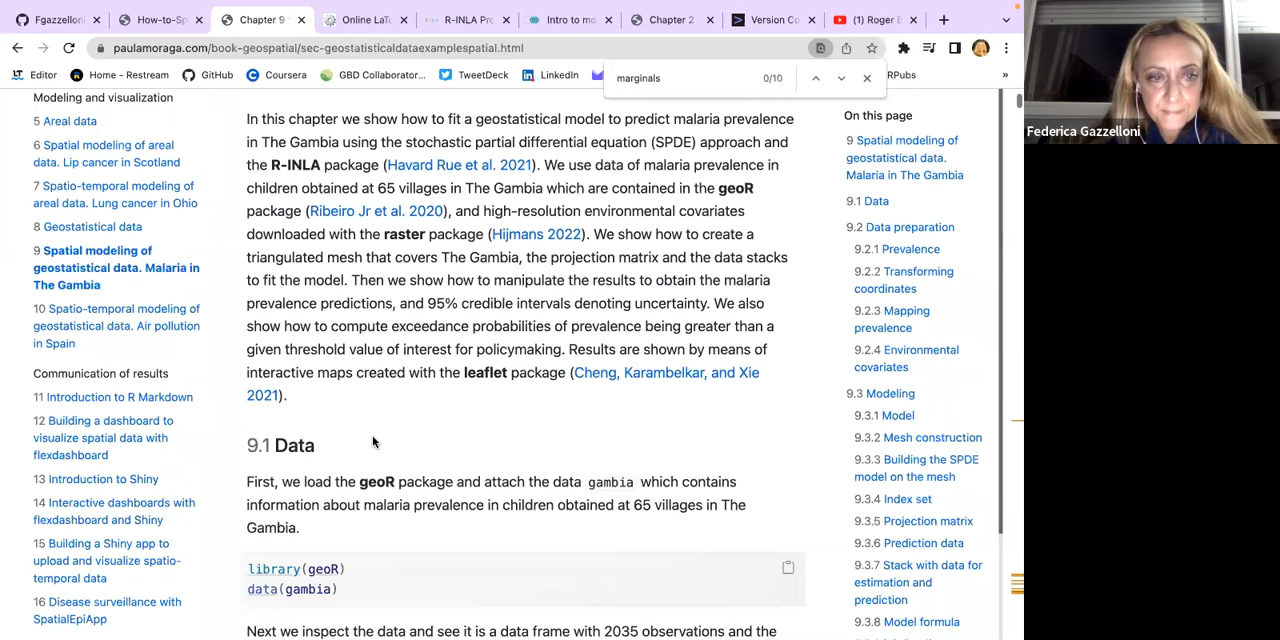 Fgazzelloni
How-to-Sp
Chapter 9
Online LaT
R-INLA Pro
Intro to mo
Chapter 2
Version Co
(1) Roger B
paulamoraga.com/book-geospatial/sec-geostatisticaldataexamplespatial.html
Editor
Home - Restream
GitHub
Coursera
GBD Collaborator...
TweetDeck
LinkedIn
RPubs
»
marginals
0/10
Modeling and visualization
5 Areal data
6 Spatial modeling of areal
data. Lip cancer in Scotland
7 Spatio-temporal modeling of
areal data. Lung cancer in Ohio
8 Geostatistical data
9 Spatial modeling of
geostatistical data. Malaria in
The Gambia
10 Spatio-temporal modeling of
geostatistical data. Air pollution
in Spain
Communication of results
11 Introduction to R Markdown
12 Building a dashboard to
visualize spatial data with
flexdashboard
13 Introduction to Shiny
14 Interactive dashboards with
flexdashboard and Shiny
15 Building a Shiny app to
upload and visualize spatio-
temporal data
16 Disease surveillance with
SpatialEpiApp
In this chapter we show how to fit a geostatistical model to predict malaria prevalence
in The Gambia using the stochastic partial differential equation (SPDE) approach and
the R-INLA package (Havard Rue et al. 2021). We use data of malaria prevalence in
children obtained at 65 villages in The Gambia which are contained in the geoR
package (Ribeiro Jr et al. 2020), and high-resolution environmental covariates
downloaded with the raster package (Hijmans 2022). We show how to create a
triangulated mesh that covers The Gambia, the projection matrix and the data stacks
to fit the model. Then we show how to manipulate the results to obtain the malaria
prevalence predictions, and 95% credible intervals denoting uncertainty. We also
show how to compute exceedance probabilities of prevalence being greater than a
given threshold value of interest for policymaking. Results are shown by means of
interactive maps created with the leaflet package (Cheng, Karambelkar, and Xie
2021).
9.1 Data
First, we load the geoR package and attach the data gambia which contains
information about malaria prevalence in children obtained at 65 villages in The
Gambia.
library(geoR)
data(gambia)
Next we inspect the data and see it is a data frame with 2035 observations and the
On this page
9 Spatial modeling of
geostatistical data.
Malaria in The Gambia
9.1 Data
9.2 Data preparation
9.2.1 Prevalence
9.2.2 Transforming
coordinates
9.2.3 Mapping
prevalence
9.2.4 Environmental
covariates
9.3 Modeling
9.3.1 Model
9.3.2 Mesh construction
9.3.3 Building the SPDE
model on the mesh
9.3.4 Index set
9.3.5 Projection matrix
9.3.6 Prediction data
9.3.7 Stack with data for
estimation and
prediction
9.3.8 Model formula
Federica Gazzelloni